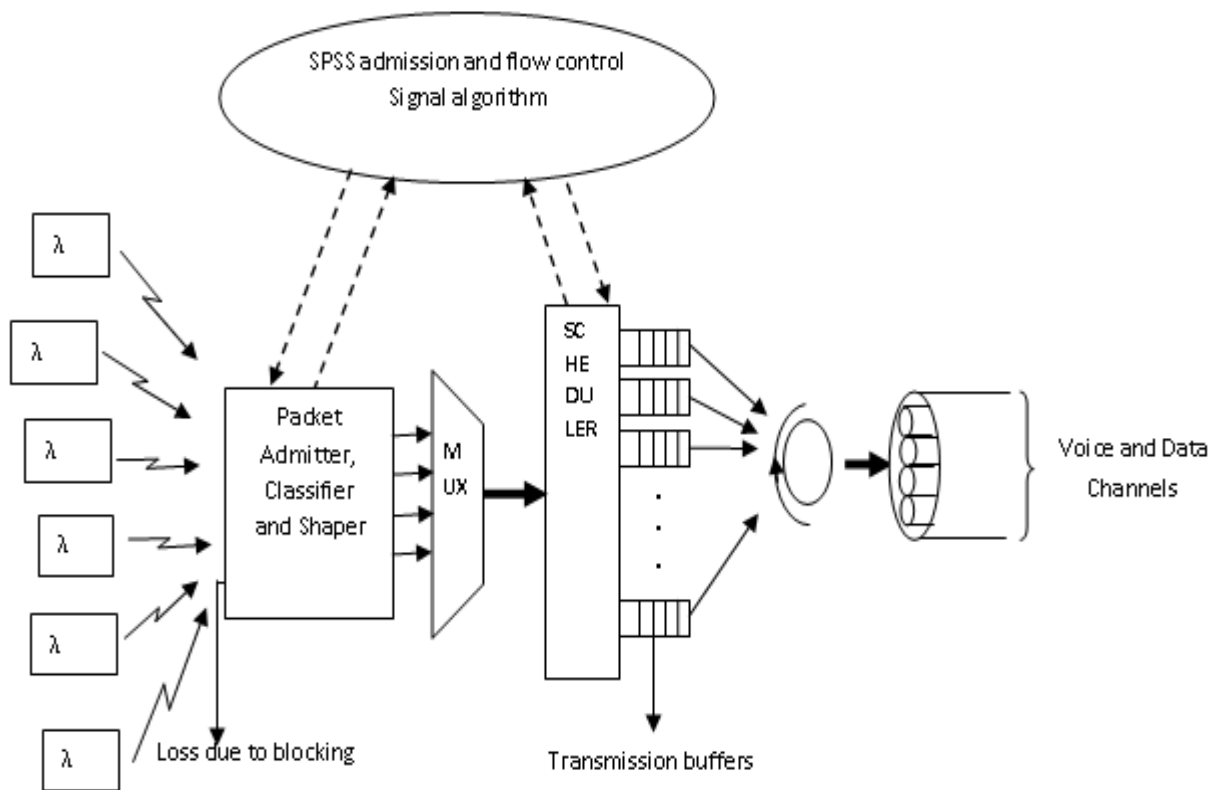 SPSS admission and flow control
Signal algorithm
λ
λ
λ
λ
λ
λ
Packet
Admitter,
Classifier
and Shaper
M
UX
SC
HE
DU
LER
Voice and Data
Channels
Loss due to blocking
Transmission buffers